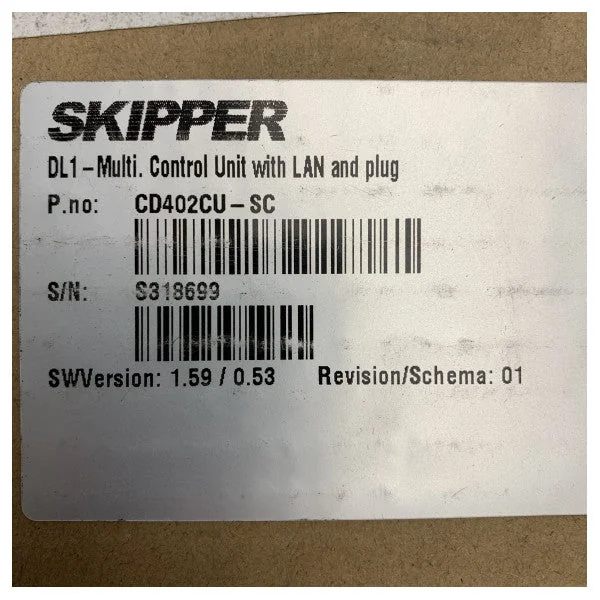 SKIPPER
DL1-Multi. Control Unit with LAN and plug
P.no: CD402CU-SC
S/N: S318699
SWVersion: 1.59 / 0.53 Revision/Schema: 01